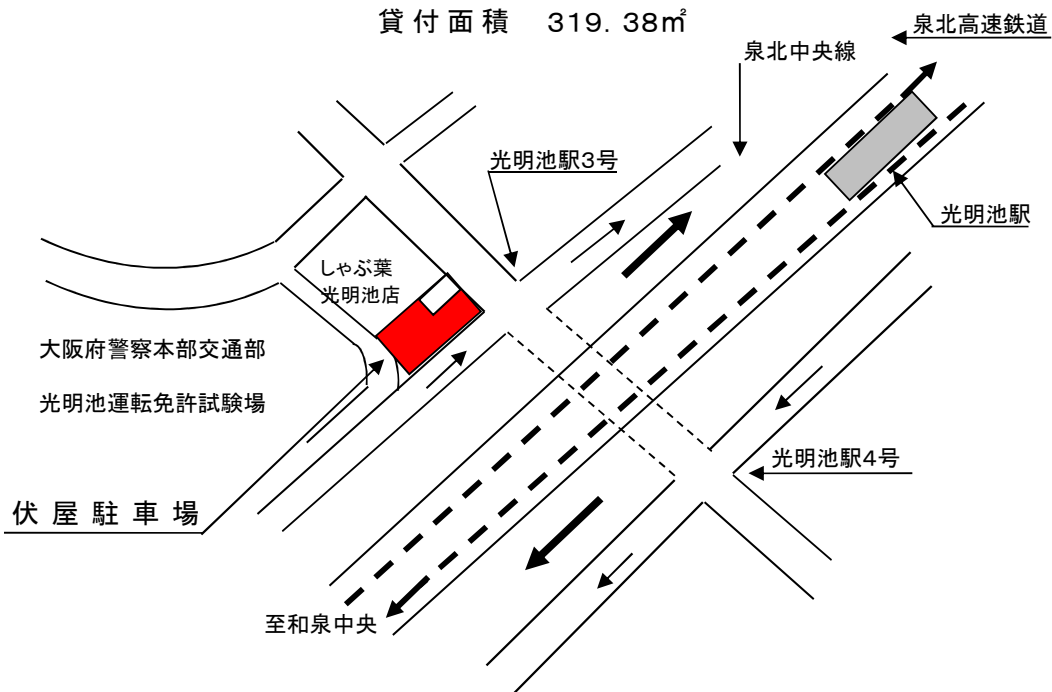 貸付面積　319.38㎡
泉北高速鉄道
泉北中央線
光明池駅3号
光明池駅
しゃぶ葉
光明池店
大阪府警察本部交通部
光明池運転免許試験場
光明池駅4号
伏屋駐車場
至和泉中央